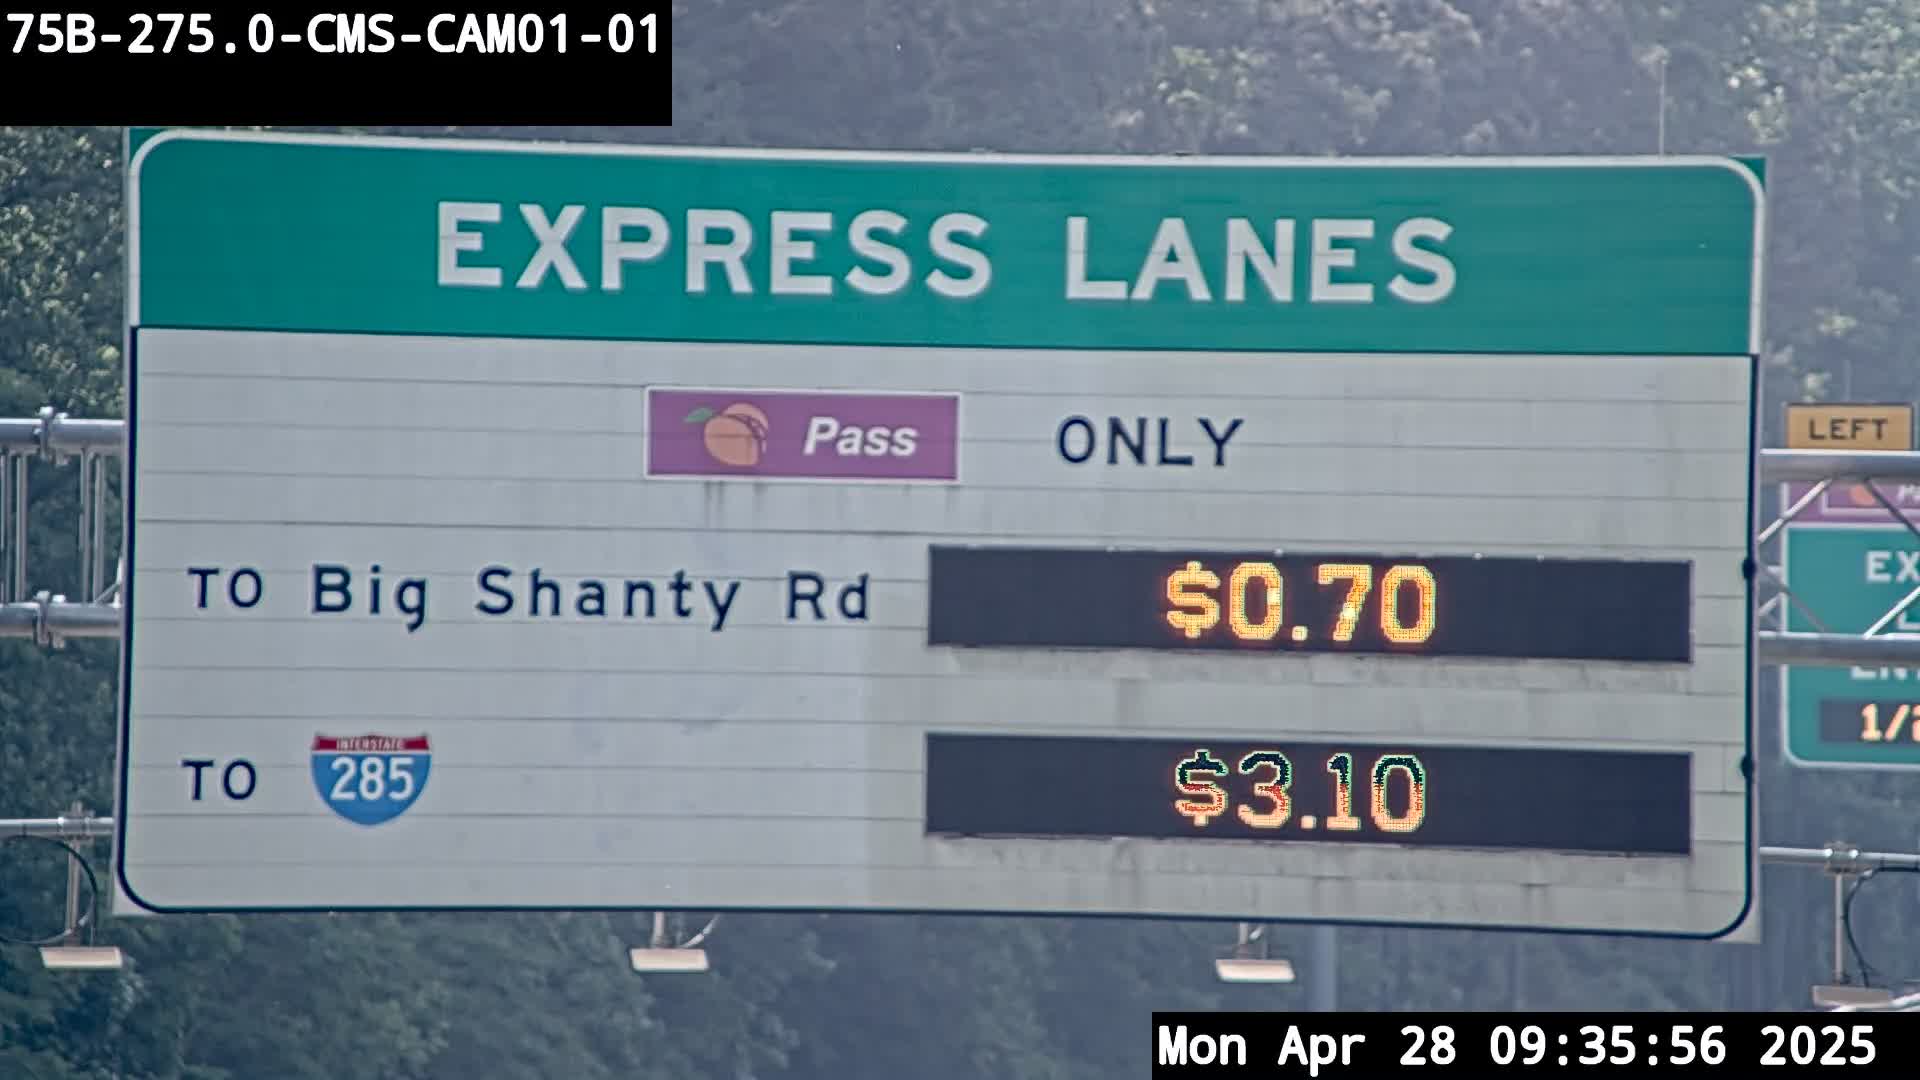 75B-275.0-CMS-CAM01-01
EXPRESS LANES
Pass ONLY
LEFT
TO Big Shanty Rd $0.70
EX
TO INTERSTATE 285 $3.10
Mon Apr 28 09:35:56 2025